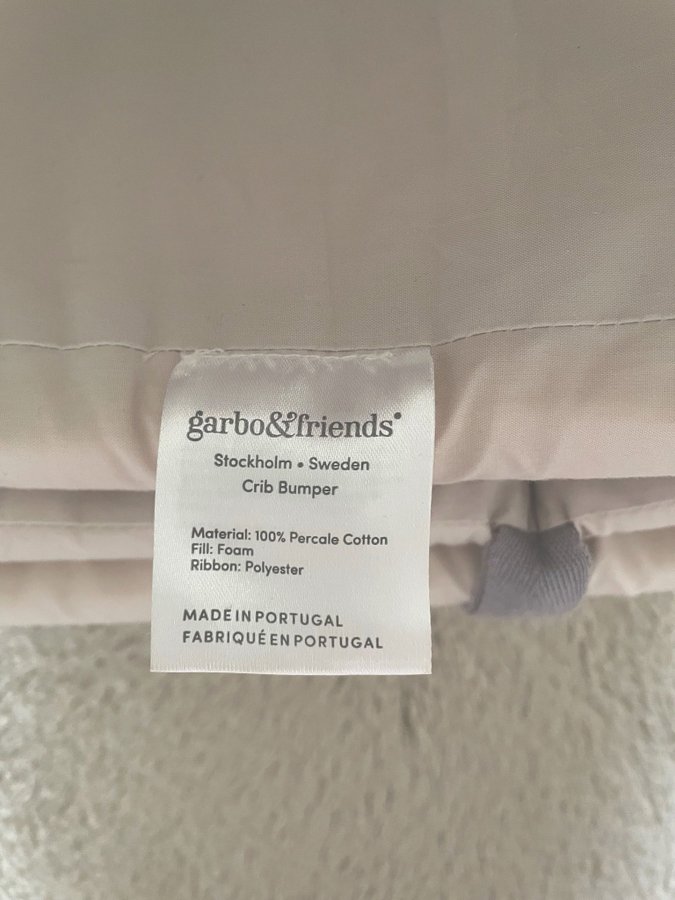 garbo&friends
Stockholm • Sweden
Crib Bumper
Material: 100% Percale Cotton
Fill: Foam
Ribbon: Polyester
MADE IN PORTUGAL
FABRIQUÉ EN PORTUGAL